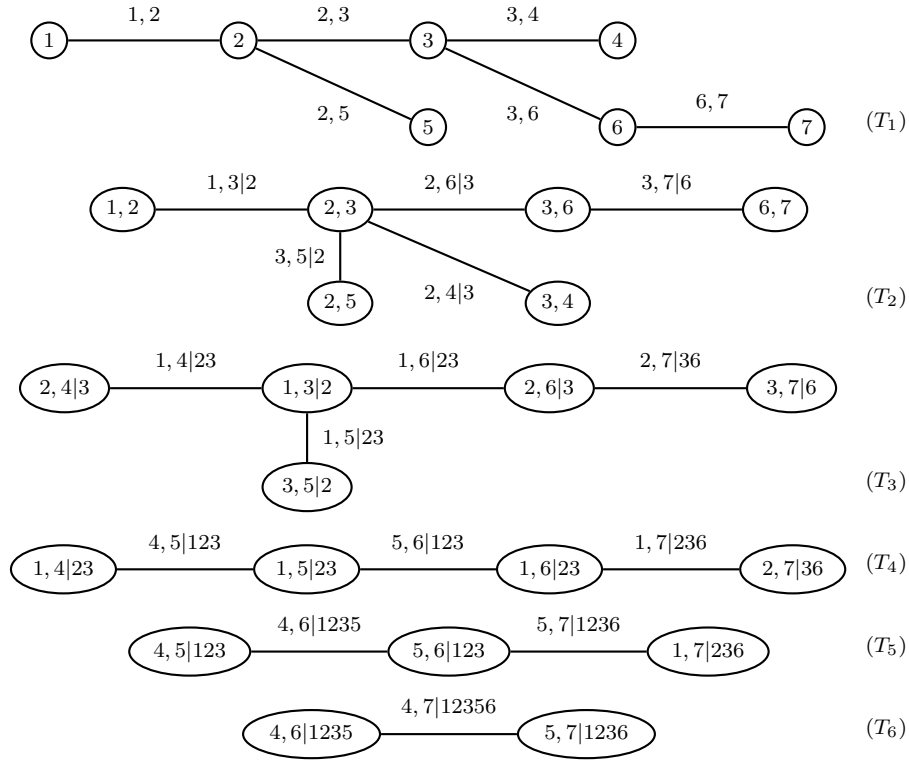 1, 2 2, 3 3, 4
1 2 3 4
2, 5 3, 6 6, 7
5 6 7 (T1)
1, 3|2 2, 6|3 3, 7|6
1, 2 2, 3 3, 6 6, 7
3, 5|2 2, 4|3
2, 5 3, 4 (T2)
1, 4|23 1, 6|23 2, 7|36
2, 4|3 1, 3|2 2, 6|3 3, 7|6
1, 5|23
3, 5|2 (T3)
4, 5|123 5, 6|123 1, 7|236
1, 4|23 1, 5|23 1, 6|23 2, 7|36 (T4)
4, 6|1235 5, 7|1236
4, 5|123 5, 6|123 1, 7|236 (T5)
4, 7|12356
4, 6|1235 5, 7|1236 (T6)